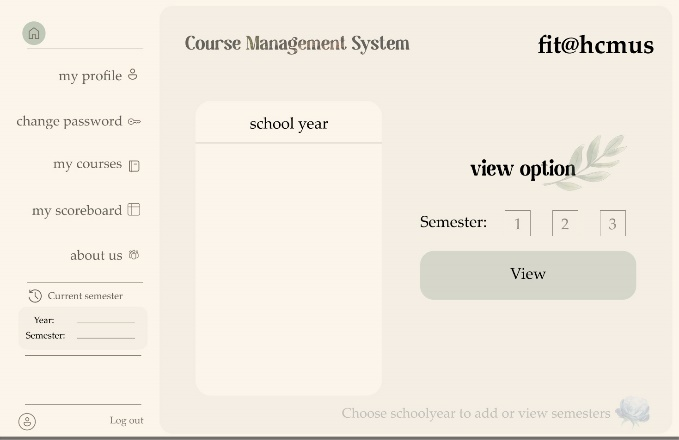 Course Management System
fit@hcmus
my profile
change password
my courses
my scoreboard
about us
Current semester
Year:
Semester:
Log out
school year
view option
Semester: 1 2 3
View
Choose schoolyear to add or view semesters